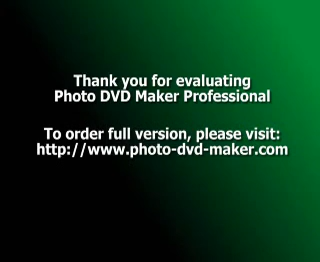 Thank you for evaluating
Photo DVD Maker Professional
To order full version, please visit:
http://www.photo-dvd-maker.com